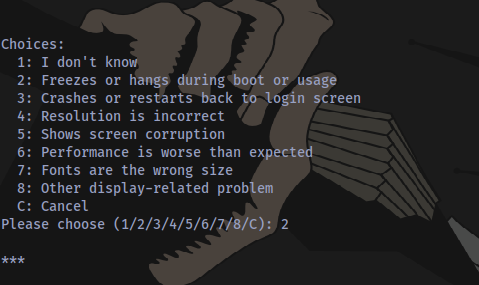 Choices:
  1: I don't know
  2: Freezes or hangs during boot or usage
  3: Crashes or restarts back to login screen
  4: Resolution is incorrect
  5: Shows screen corruption
  6: Performance is worse than expected
  7: Fonts are the wrong size
  8: Other display-related problem
  C: Cancel
Please choose (1/2/3/4/5/6/7/8/C): 2
***